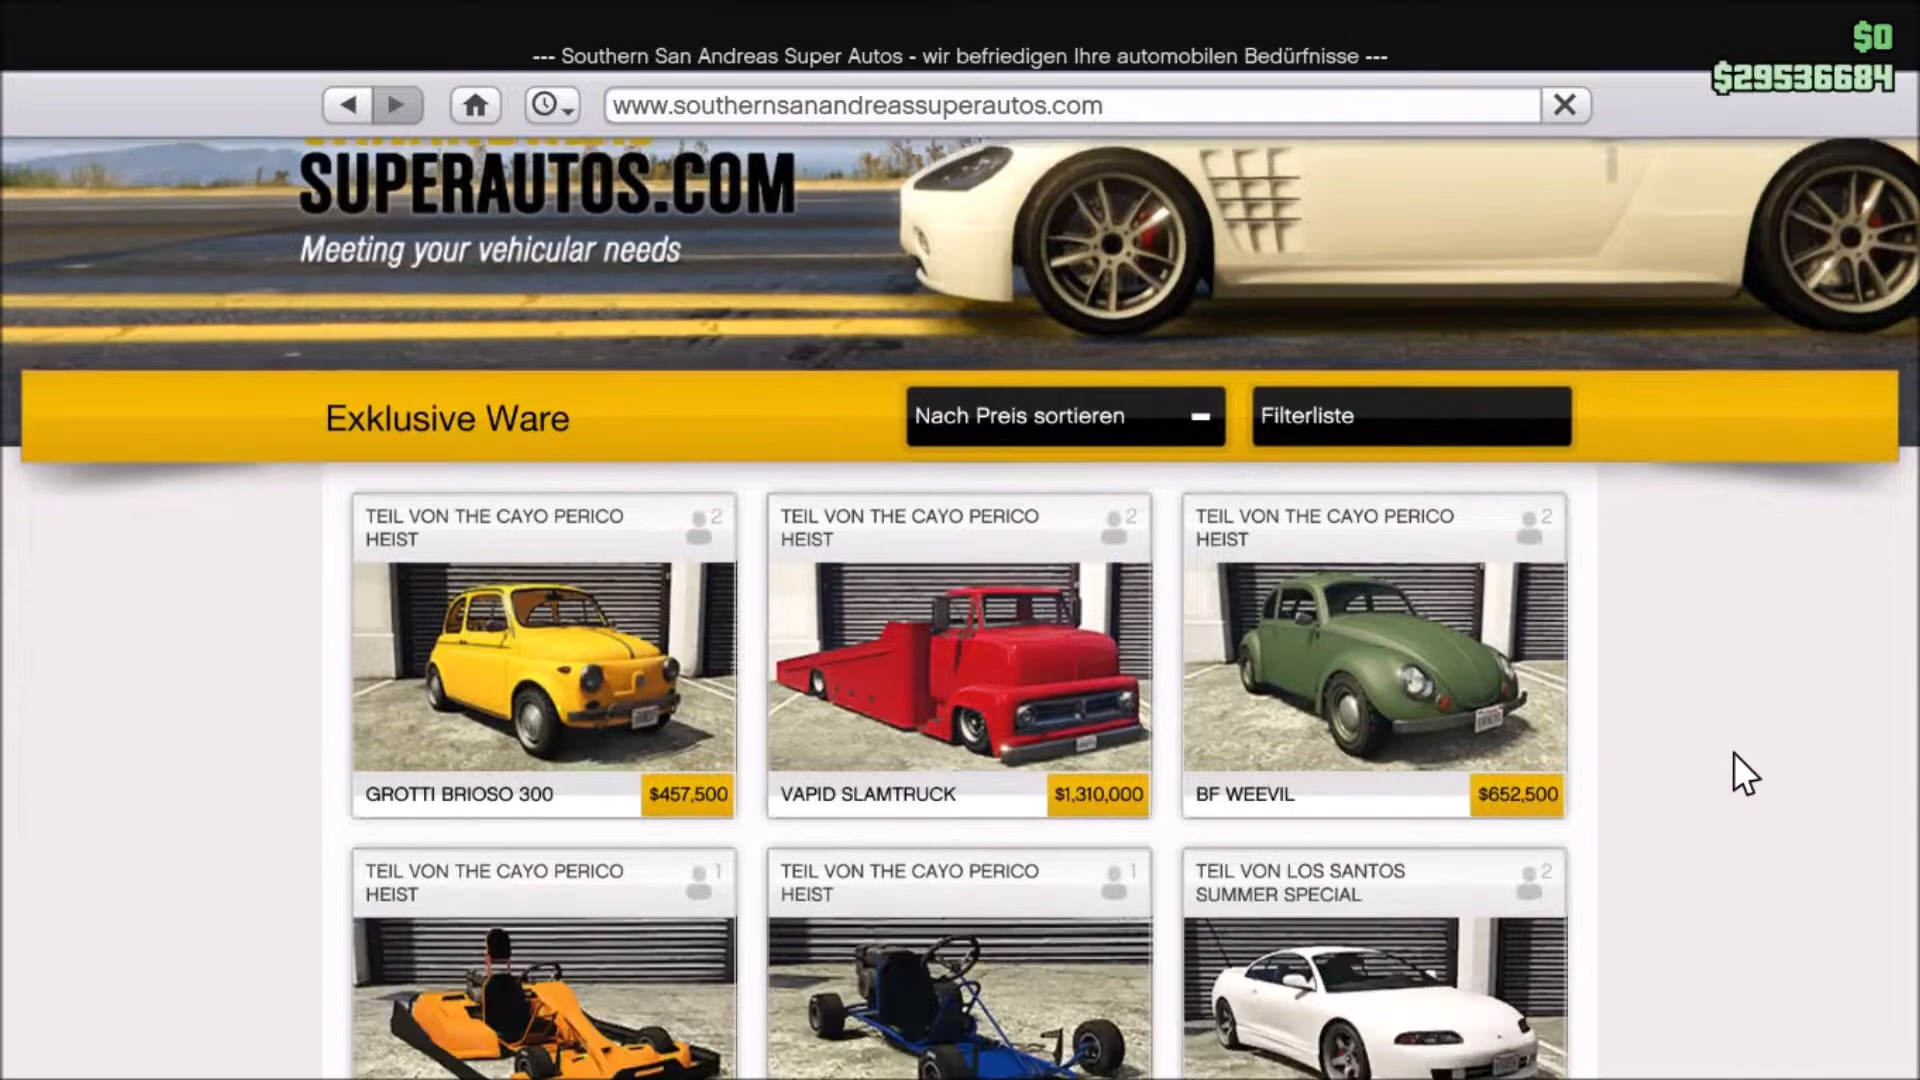 $0
--- Southern San Andreas Super Autos - wir befriedigen Ihre automobilen Bedürfnisse ---
$29536684
www.southernsanandreassuperautos.com
SUPERAUTOS.COM
Meeting your vehicular needs
Exklusive Ware
Nach Preis sortieren
Filterliste
TEIL VON THE CAYO PERICO
HEIST
2
GROTTI BRIOSO 300
$457,500
TEIL VON THE CAYO PERICO
HEIST
2
VAPID SLAMTRUCK
$1,310,000
TEIL VON THE CAYO PERICO
HEIST
2
BF WEEVIL
$652,500
TEIL VON THE CAYO PERICO
HEIST
1
TEIL VON THE CAYO PERICO
HEIST
1
TEIL VON LOS SANTOS
SUMMER SPECIAL
2